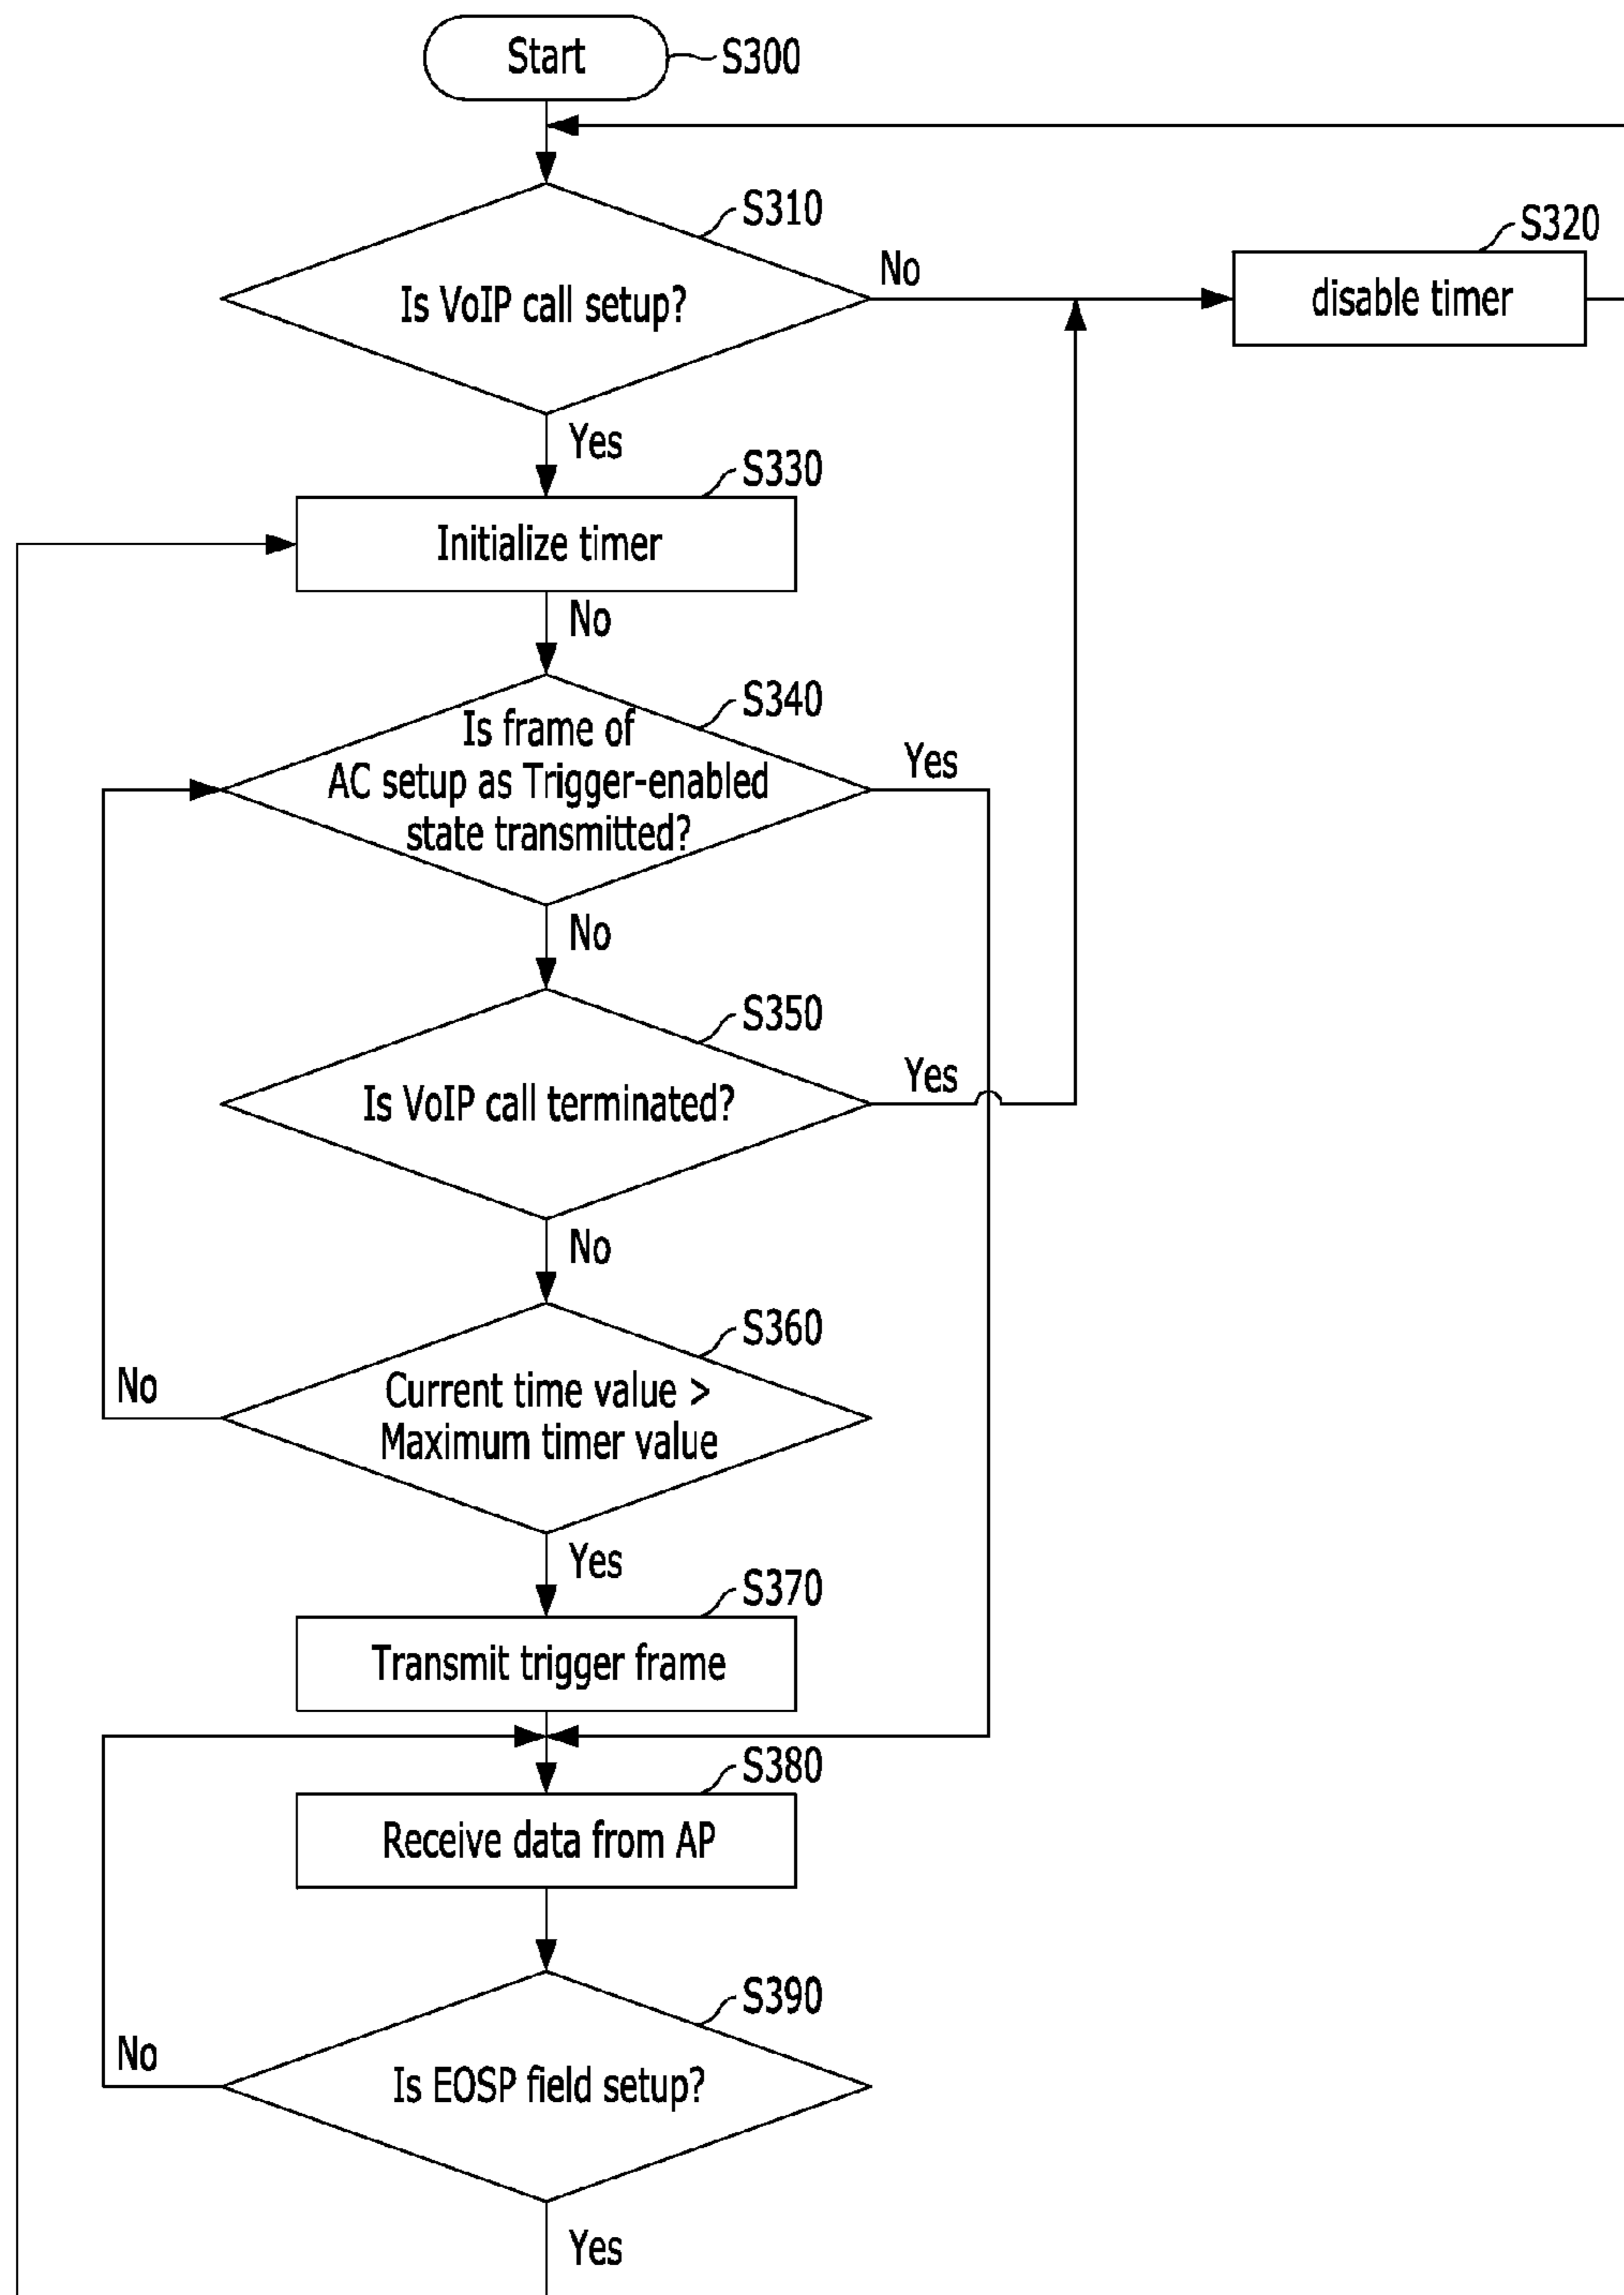 Start
S300
S310
Is VoIP call setup?
No
S320
disable timer
Yes
S330
Initialize timer
No
S340
Is frame of
AC setup as Trigger-enabled
state transmitted?
Yes
No
S350
Is VoIP call terminated?
Yes
No
S360
Current time value >
Maximum timer value
No
Yes
S370
Transmit trigger frame
S380
Receive data from AP
S390
Is EOSP field setup?
No
Yes